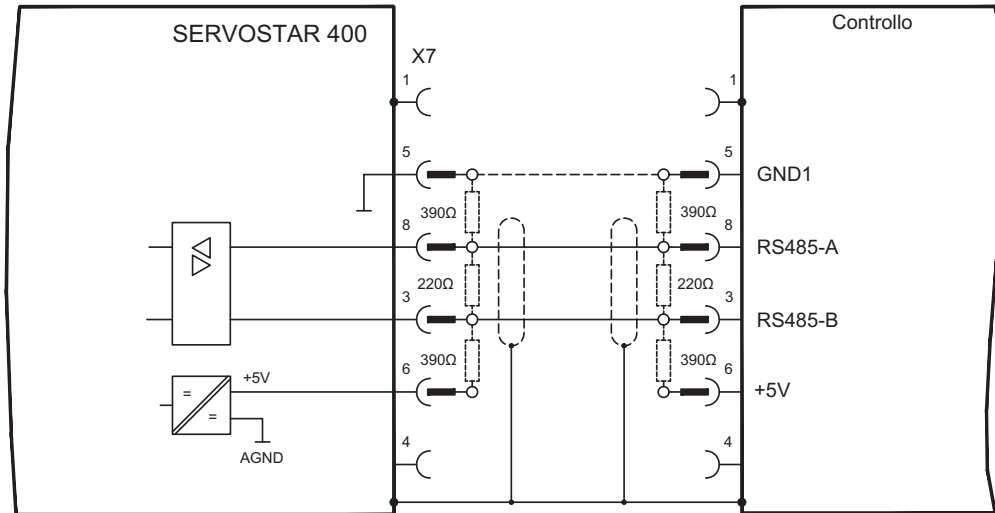 SERVOSTAR 400
Controllo
X7
1
1
5
5
GND1
390Ω
390Ω
8
8
RS485-A
220Ω
220Ω
3
3
RS485-B
390Ω
390Ω
6
6
+5V
+5V
=
=
AGND
4
4